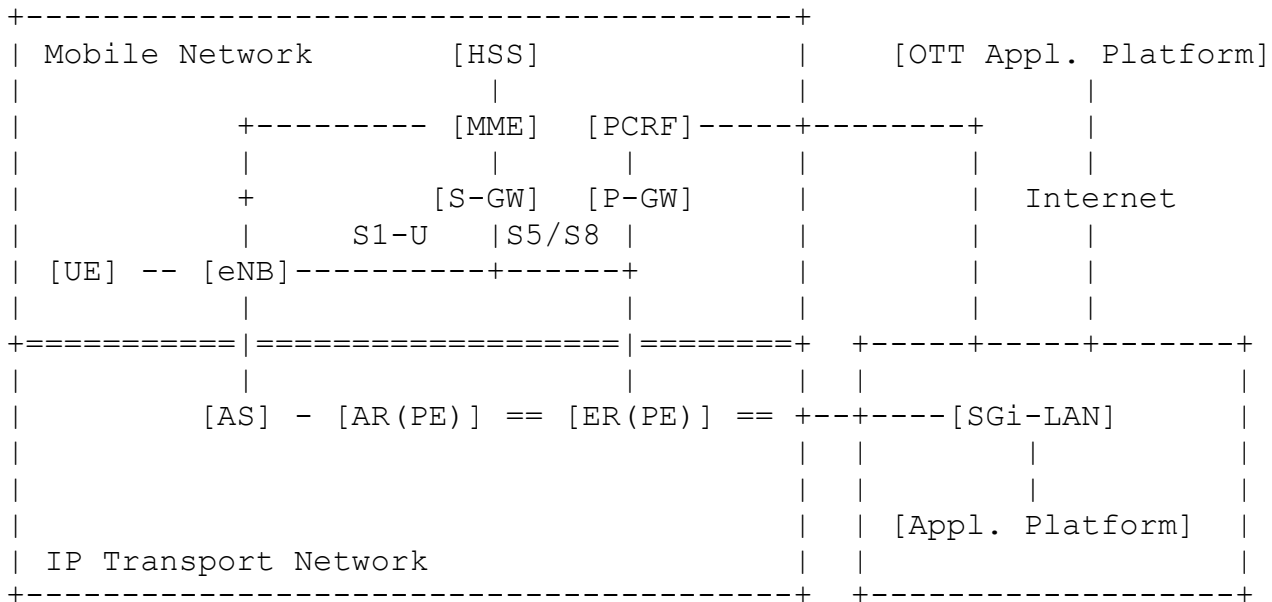 Mobile Network [HSS] [OTT Appl. Platform]
[MME] [PCRF]
[S-GW] [P-GW] Internet
S1-U S5/S8
[UE] -- [eNB]
[AS] - [AR(PE)] == [ER(PE)] == [SGi-LAN]
[Appl. Platform]
IP Transport Network